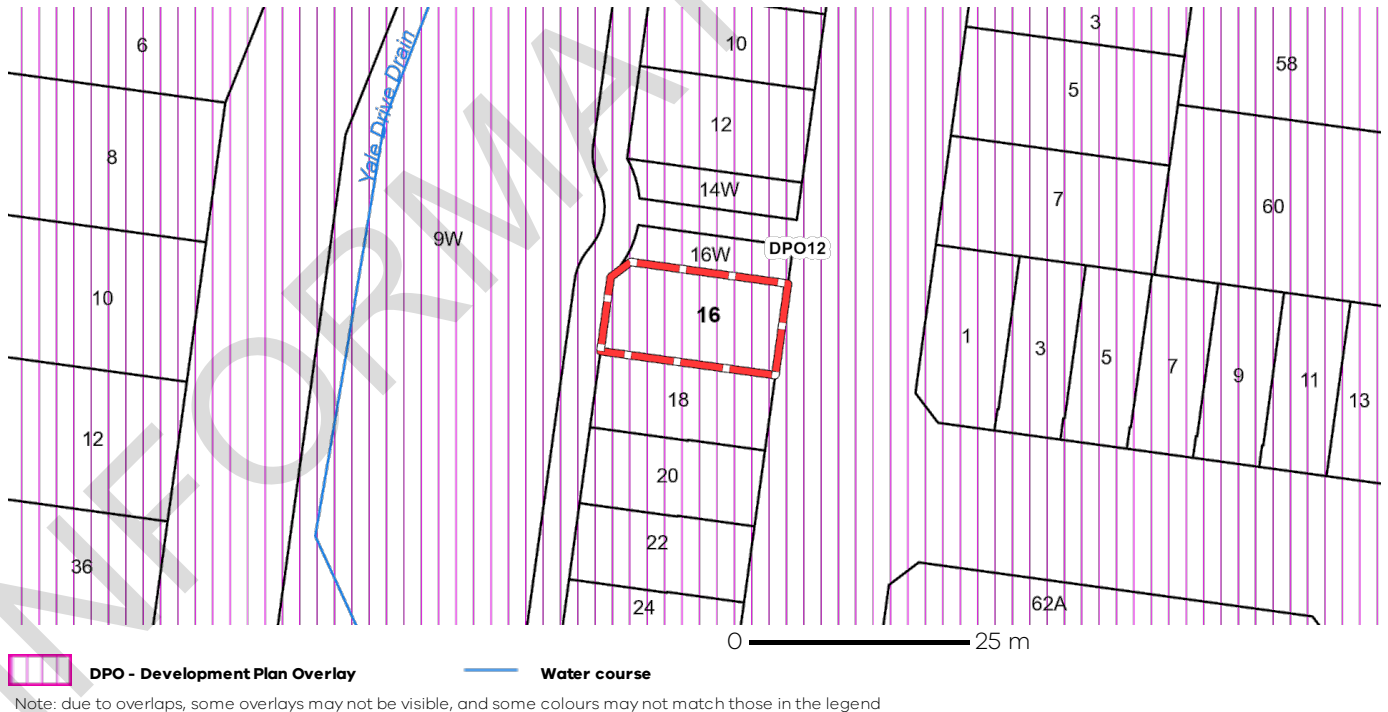 6
10
3
58
5
8
12
Yale Drive Drain
14W
7
60
9W
16W
DPO12
10
16
1
3
5
7
9
11
13
18
12
20
22
36
24
62A
0 25 m
DPO - Development Plan Overlay
Water course
Note: due to overlaps, some overlays may not be visible, and some colours may not match those in the legend